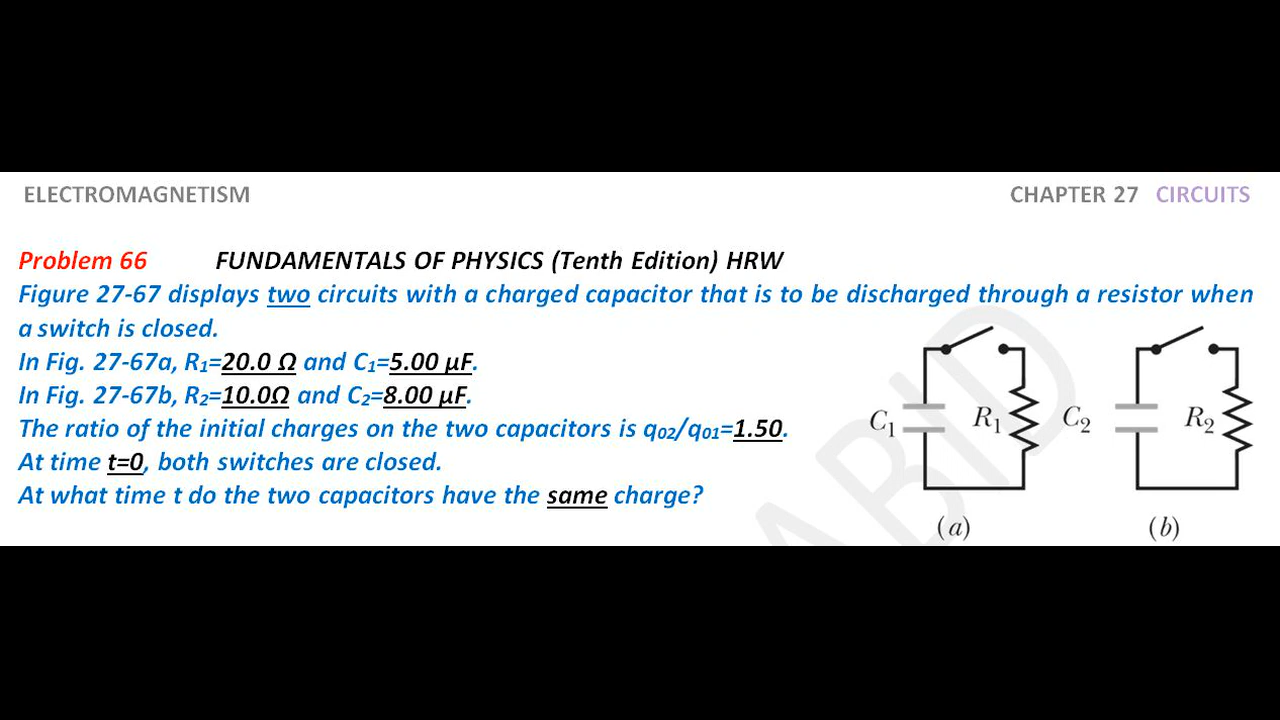 ELECTROMAGNETISM CHAPTER 27 CIRCUITS
Problem 66 FUNDAMENTALS OF PHYSICS (Tenth Edition) HRW
Figure 27-67 displays two circuits with a charged capacitor that is to be discharged through a resistor when
a switch is closed.
In Fig. 27-67a, R₁=20.0 Ω and C₁=5.00 μF.
In Fig. 27-67b, R₂=10.0Ω and C₂=8.00 μF.
The ratio of the initial charges on the two capacitors is q₀₂/q₀₁=1.50.
At time t=0, both switches are closed.
At what time t do the two capacitors have the same charge?
C₁ R₁ C₂ R₂
(a) (b)
ABID